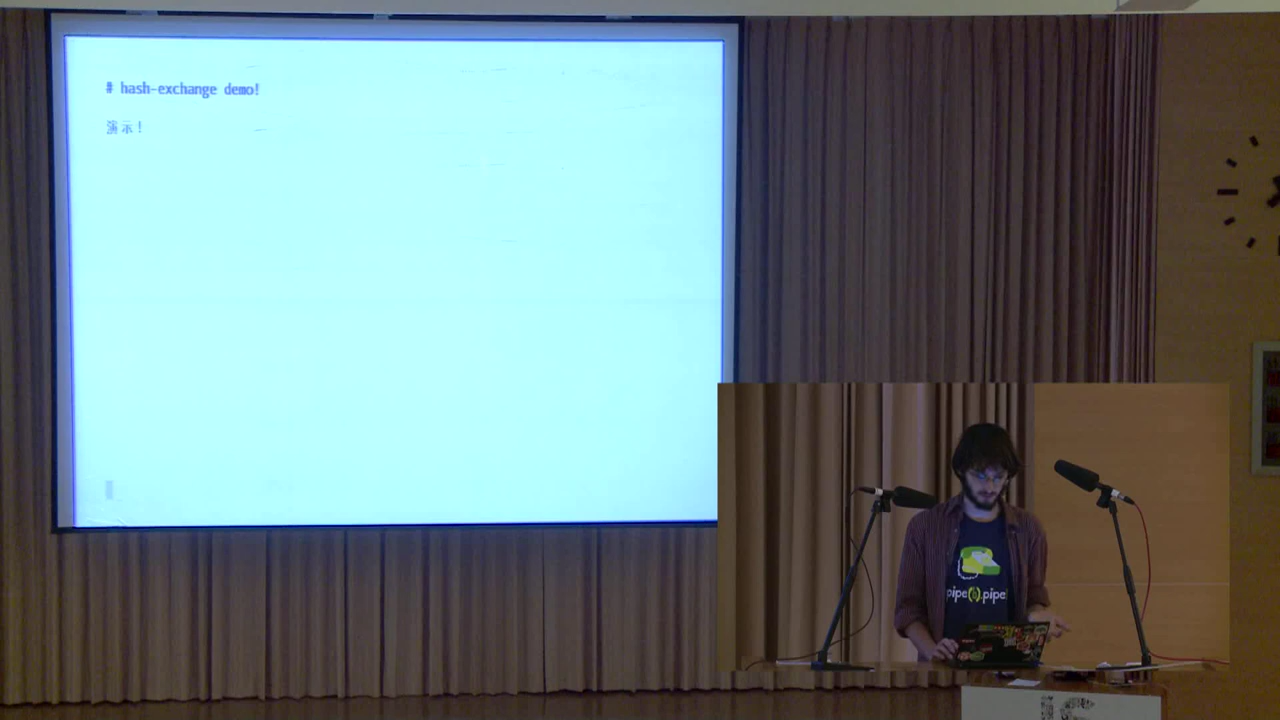 # hash-exchange demo!
演示!
pipe( ).pipe